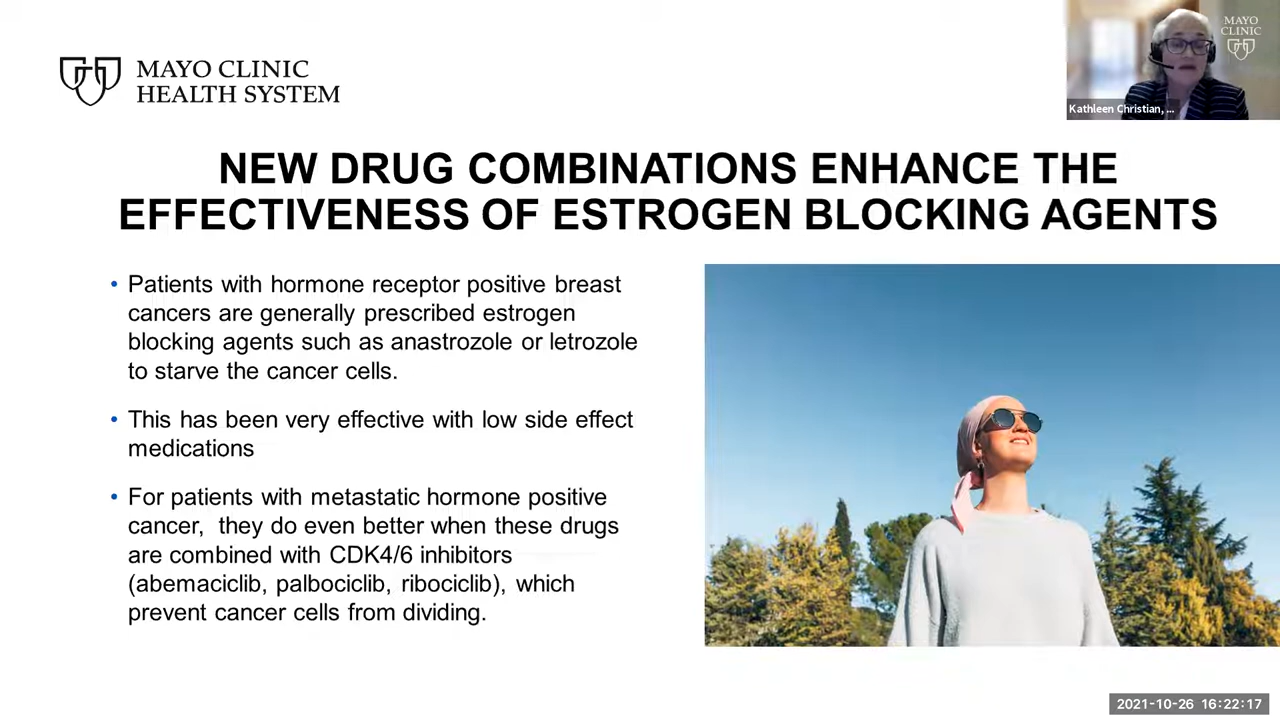 MAYO CLINIC
HEALTH SYSTEM
MAYO
CLINIC
Kathleen Christian, ...
NEW DRUG COMBINATIONS ENHANCE THE
EFFECTIVENESS OF ESTROGEN BLOCKING AGENTS
• Patients with hormone receptor positive breast
cancers are generally prescribed estrogen
blocking agents such as anastrozole or letrozole
to starve the cancer cells.
• This has been very effective with low side effect
medications
• For patients with metastatic hormone positive
cancer,  they do even better when these drugs
are combined with CDK4/6 inhibitors
(abemaciclib, palbociclib, ribociclib), which
prevent cancer cells from dividing.
2021-10-26 16:22:17